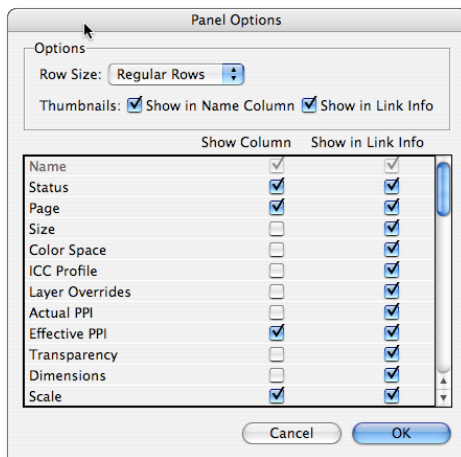 Panel Options
Options
Row Size: Regular Rows
Thumbnails: Show in Name Column Show in Link Info
Show Column Show in Link Info
Name
Status
Page
Size
Color Space
ICC Profile
Layer Overrides
Actual PPI
Effective PPI
Transparency
Dimensions
Scale
Cancel OK